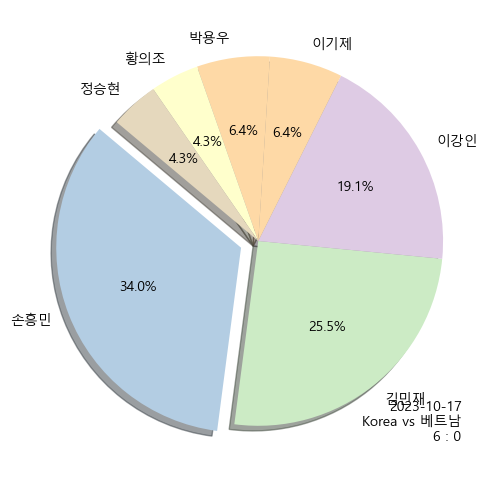 박용우
이기제
황의조
정승현
이강인
6.4%
6.4%
4.3%
4.3%
19.1%
34.0%
25.5%
손흥민
김민재
2023-10-17
Korea vs 베트남
6 : 0